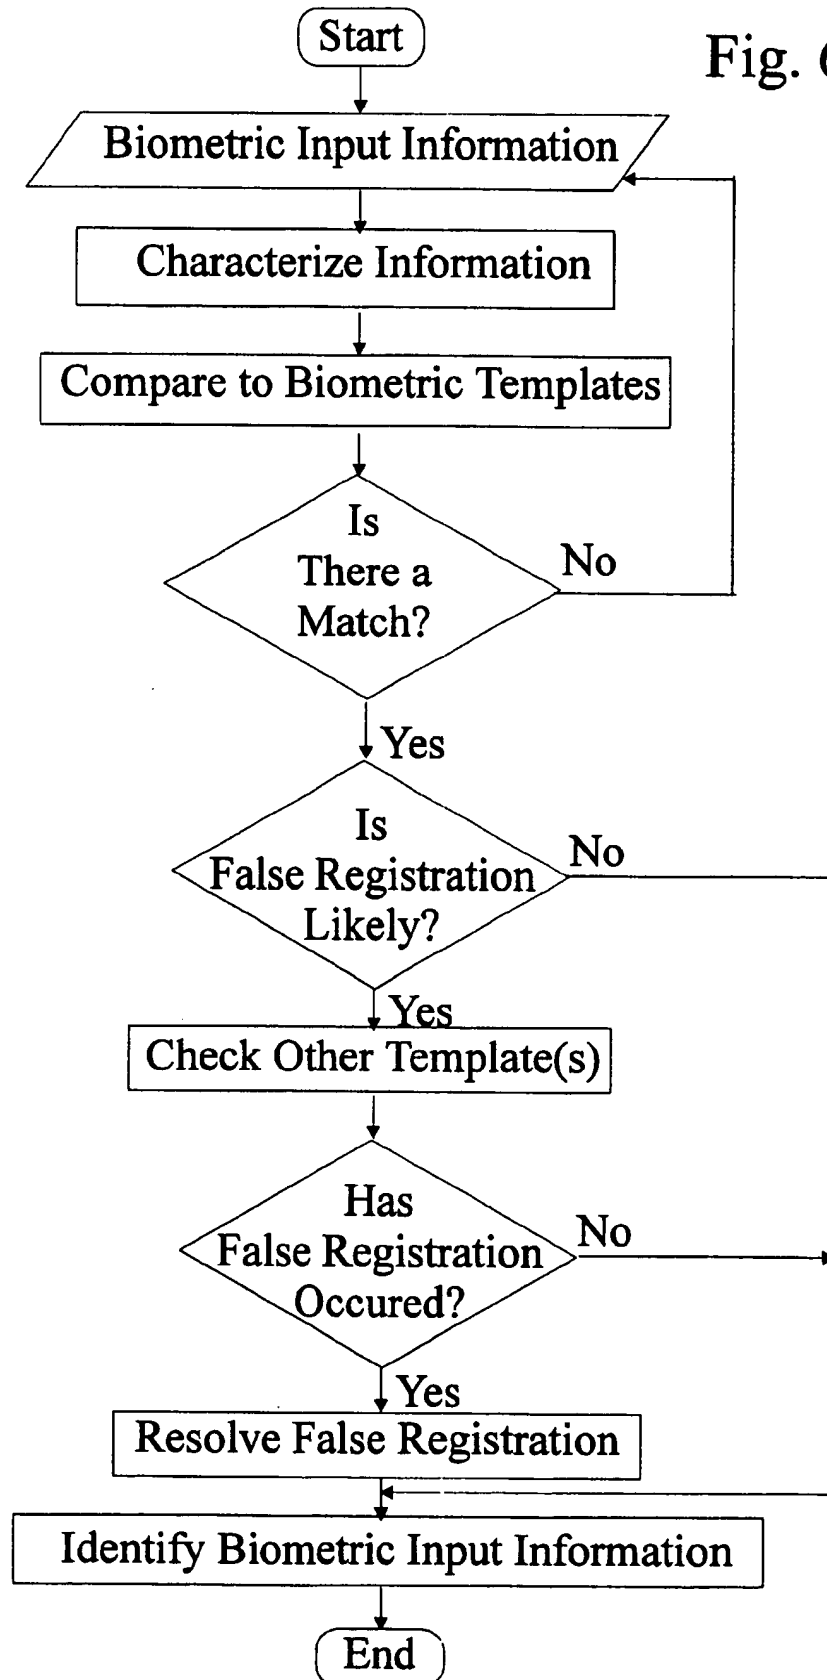 Start
Fig. 6
Biometric Input Information
Characterize Information
Compare to Biometric Templates
Is
There a
Match?
No
Yes
Is
False Registration
Likely?
No
Yes
Check Other Template(s)
Has
False Registration
Occured?
No
Yes
Resolve False Registration
Identify Biometric Input Information
End